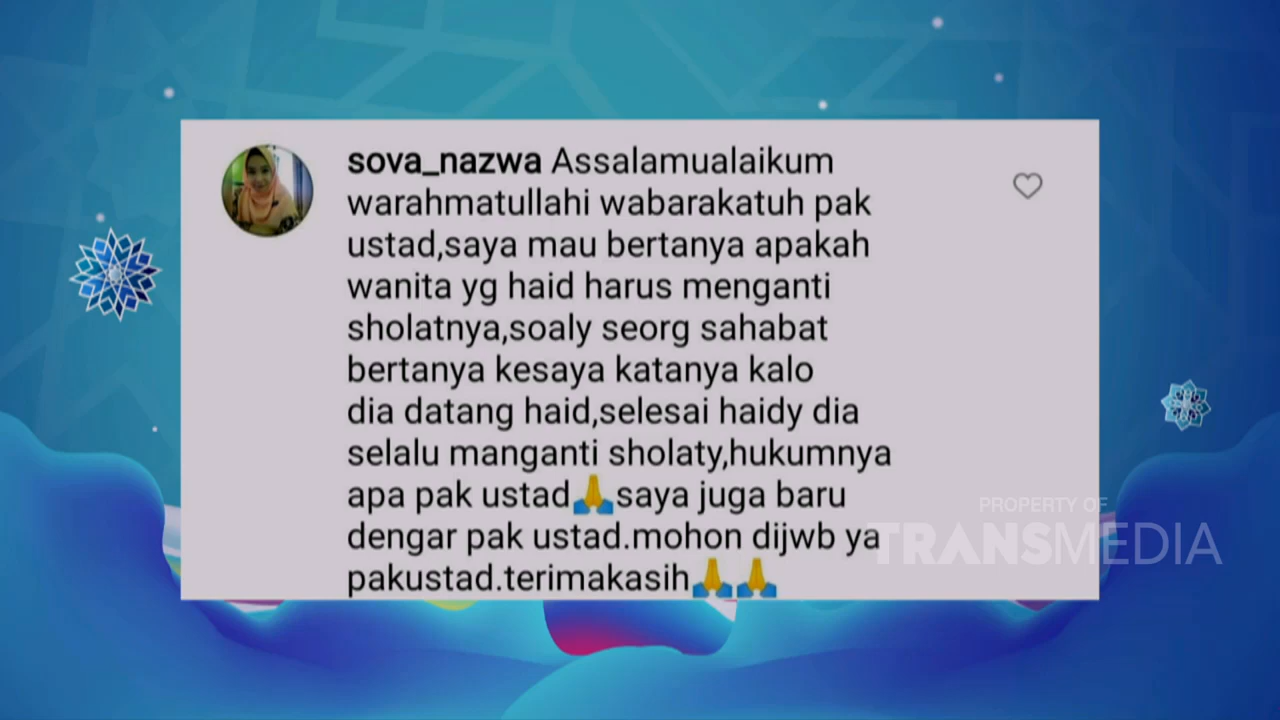 sova_nazwa Assalamualaikum
warahmatullahi wabarakatuh pak
ustad,saya mau bertanya apakah
wanita yg haid harus menganti
sholatnya,soaly seorg sahabat
bertanya kesaya katanya kalo
dia datang haid,selesai haidy dia
selalu manganti sholaty,hukumnya
apa pak ustad🙏saya juga baru
dengar pak ustad.mohon dijwb ya
pakustad.terimakasih🙏🙏
PROPERTY OF
TRANSMEDIA